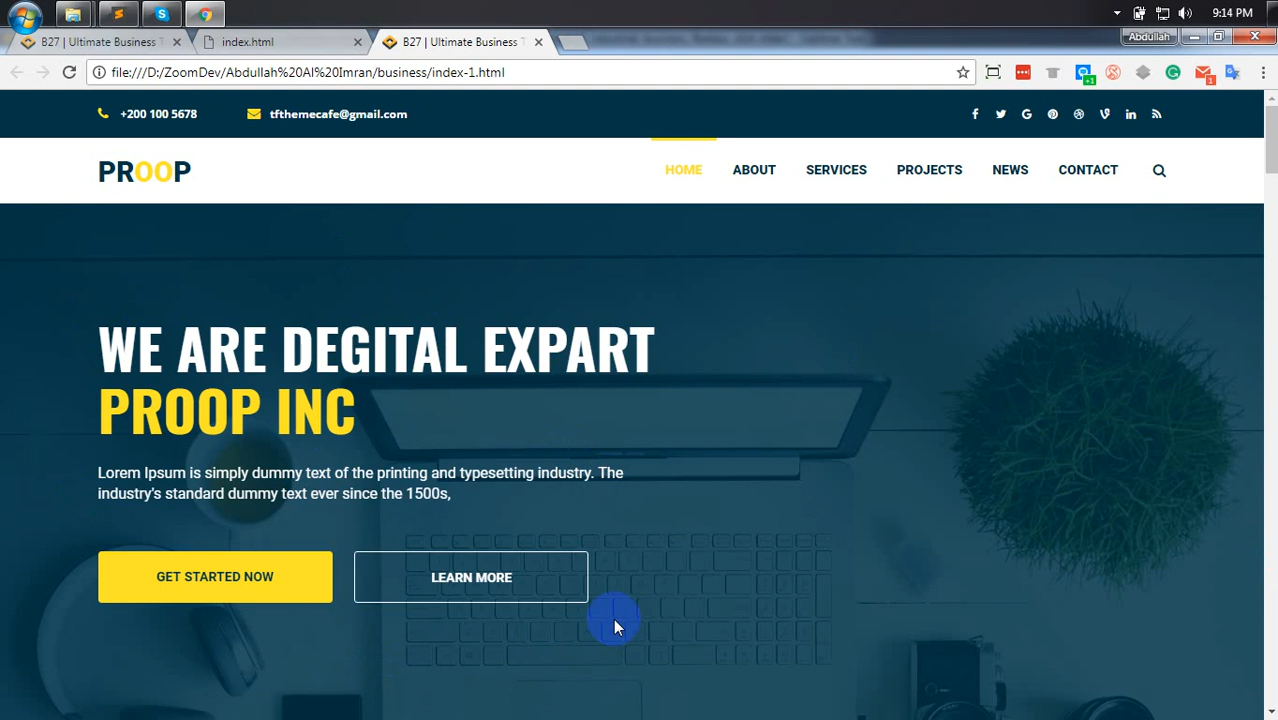 9:14 PM
B27 | Ultimate Business T
index.html
B27 | Ultimate Business T
Abdullah
file:///D:/ZoomDev/Abdullah%20Al%20Imran/business/index-1.html
+1
1
+200 100 5678
tfthemecafe@gmail.com
PROOP
HOME
ABOUT
SERVICES
PROJECTS
NEWS
CONTACT
WE ARE DEGITAL EXPART
PROOP INC
Lorem Ipsum is simply dummy text of the printing and typesetting industry. The
industry's standard dummy text ever since the 1500s,
GET STARTED NOW
LEARN MORE